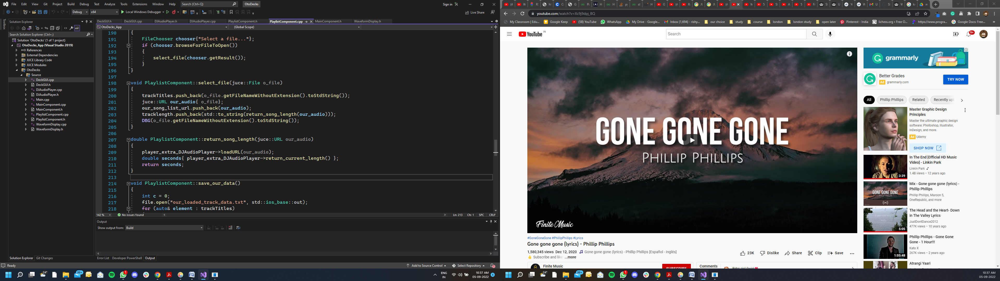 File Edit View Git Project Build Debug Test Analyze Tools Extensions Window Help Search (Ctrl+Q) OtoDecks Sign in
Debug x64 Local Windows Debugger Live Share
Toolbox
Solution Explorer
Search Solution Explorer (Ctrl+;)
Solution 'OtoDecks' (1 of 1 project)
OtoDecks_App (Visual Studio 2019)
References
External Dependencies
JUCE Library Code
JUCE Modules
OtoDecks
Source
DeckGUI.cpp
DeckGUI.h
DJAudioPlayer.cpp
DJAudioPlayer.h
Main.cpp
MainComponent.cpp
MainComponent.h
PlaylistComponent.cpp
PlaylistComponent.h
WaveformDisplay.cpp
WaveformDisplay.h
Solution Explorer Git Changes
DeckGUI.h DeckGUI.cpp DJAudioPlayer.h DJAudioPlayer.cpp PlaylistComponent.h PlaylistComponent.cpp MainComponent.h WaveformDisplay.h
OtoDecks_App (Global Scope)
190 {
191 FileChooser chooser{"Select a file..."};
192 if (chooser.browseForFileToOpen())
193 {
194 select_file(chooser.getResult());
195 }
196 }
197
198 void PlaylistComponent::select_file(juce::File o_file)
199 {
200 trackTitles.push_back(o_file.getFileNameWithoutExtension().toStdString());
201 juce::URL our_audio{ o_file};
202 our_song_list_url.push_back(our_audio);
203 tracklength.push_back(std::to_string(return_song_length(our_audio)));
204 DBG(o_file.getFileNameWithoutExtension().toStdString());
205 }
206
207 double PlaylistComponent::return_song_length(juce::URL our_audio)
208 {
209 player_extra_DJAudioPlayer->loadURL(our_audio);
210 double seconds{ player_extra_DJAudioPlayer->return_current_length() };
211 return seconds;
212 }
213
214 void PlaylistComponent::save_our_data()
215 {
216 int c = 0;
217 file.open("our_loaded_track_data.txt", std::ios_base::out);
218 for (auto& element : trackTitles)
142 % No issues found Ln: 213 Ch: 1 SPC CRLF
Output
Show output from: Build
Error List Developer PowerShell Output
Ready Add to Source Control Select Repository 1
24° 99+ 1 ENG IN 10:37 AM 05-09-2022 4
youtube.com/watch?v=Xc9j9dpj_8Q
My Classroom | Edu... Google Keep (58) YouTube WhatsApp My Drive - Google... Inbox (1,694) - rishy... our choice study course london london study open later Pinterest - India lichess.org • Free O... https://www.progra... Google Docs: Free... »
YouTube IN Search 9+
GONE GONE GONE
PHILLIP PHILLIPS
Finite Music
#GoneGoneGone #PhillipPhillips #Lyrics
Gone gone gone (lyrics) - Phillip Phillips
1,580,345 views Dec 12, 2020 Gone gone gone (lyrics) - Phillip Phillips [Español - Inglés]
Subscribe and like ...more
23K Dislike Share Clip Save ...
Finite Music SUBSCRIBE
Comments
grammarly
Better Grades
Ad grammarly.com
TRY NOW
All Phillip Phillips Related Recently upl
Master Graphic Design Principles
Master the ultimate graphic design
software: Photoshop, Illustrator,
InDesign, and more.
Ad Udemy
SHOP NOW
In The End [Official HD Music
Video] - Linkin Park
Linkin Park
1.4B views • 12 years ago
3:39
Mix - Gone gone gone (lyrics) -
Phillip Phillips
Phillip Phillips, Maroon 5,
OneRepublic, and more
GONE GONE GONE
The Head and the Heart- Down
in The Valley Lyrics
JustDontDance2012
477K views • 10 years ago
5:05
Phillip Phillips - Gone Gone
Gone - 1 Hour!!!
Kato X
267K views • 2 years ago
1:05:48
Atrangi Yaari
24° 99+ 1 10:37 AM 05-09-2022